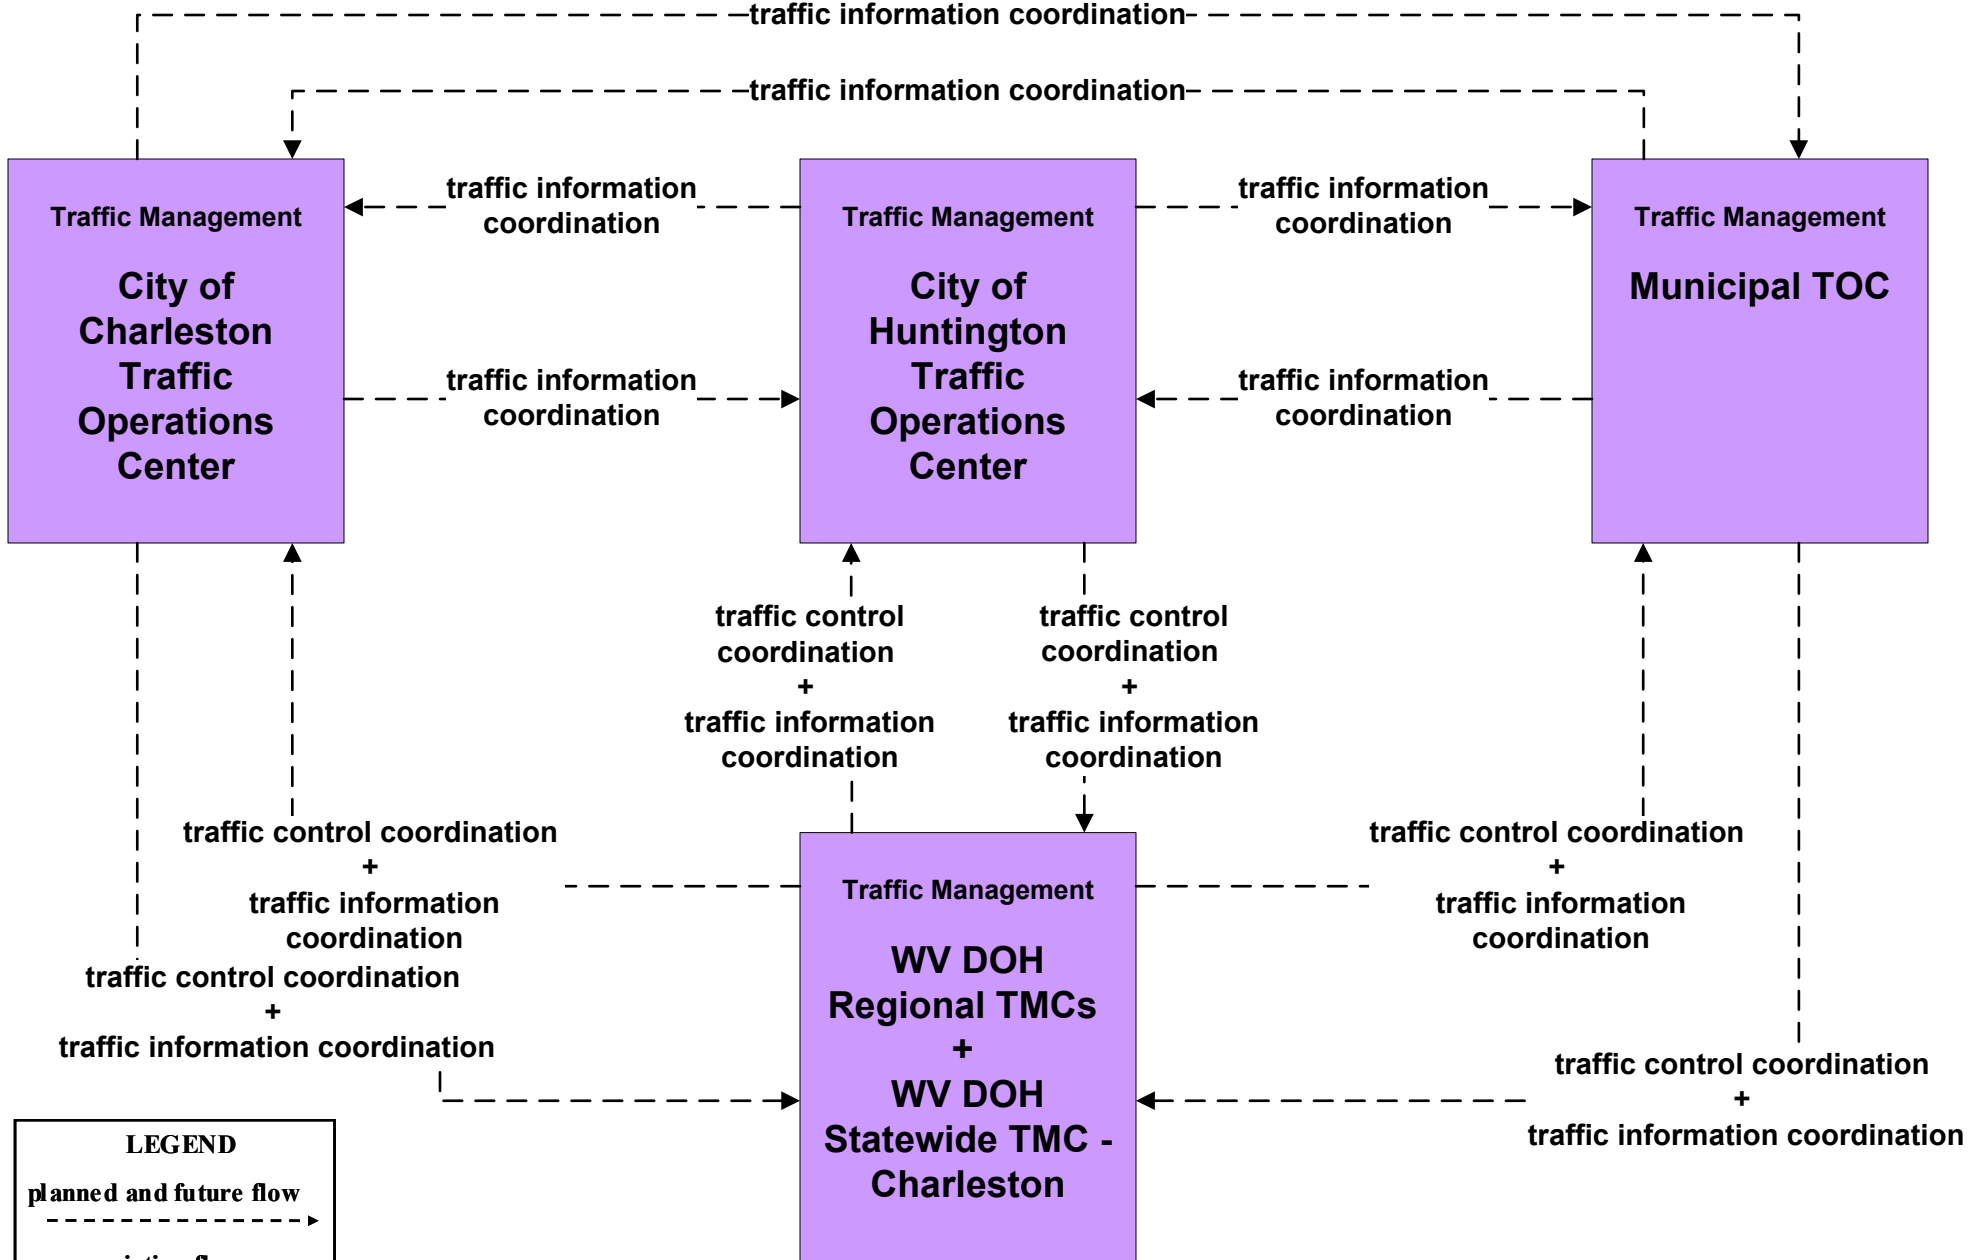 traffic information coordination
traffic information coordination
Traffic Management
City of
Charleston
Traffic
Operations
Center
traffic information
coordination
traffic information
coordination
Traffic Management
City of
Huntington
Traffic
Operations
Center
traffic information
coordination
traffic information
coordination
Traffic Management
Municipal TOC
traffic control
coordination
+
traffic information
coordination
traffic control
coordination
+
traffic information
coordination
traffic control coordination
+
traffic information
coordination
traffic control coordination
+
traffic information coordination
Traffic Management
WV DOH
Regional TMCs
+
WV DOH
Statewide TMC -
Charleston
traffic control coordination
+
traffic information
coordination
traffic control coordination
+
traffic information coordination
LEGEND
planned and future flow